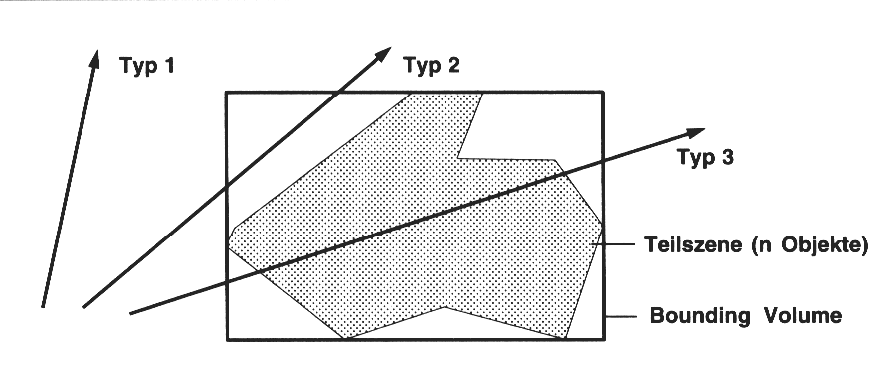 Typ 1
Typ 2
Typ 3
Teilszene (n Objekte)
Bounding Volume